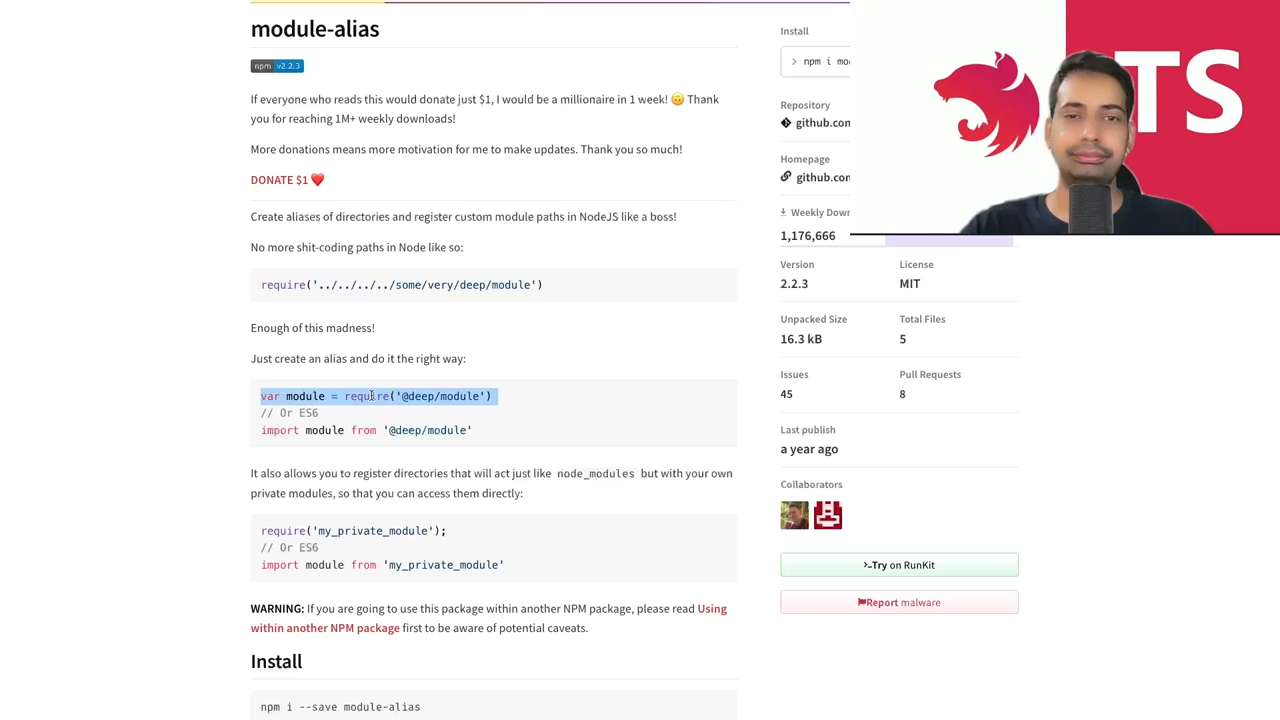 module-alias
npm v2.2.3
If everyone who reads this would donate just $1, I would be a millionaire in 1 week! 🙃 Thank
you for reaching 1M+ weekly downloads!
More donations means more motivation for me to make updates. Thank you so much!
DONATE $1 ❤️
Create aliases of directories and register custom module paths in NodeJS like a boss!
No more shit-coding paths in Node like so:
require('../../../../some/very/deep/module')
Enough of this madness!
Just create an alias and do it the right way:
var module = require('@deep/module')
// Or ES6
import module from '@deep/module'
It also allows you to register directories that will act just like node_modules but with your own
private modules, so that you can access them directly:
require('my_private_module');
// Or ES6
import module from 'my_private_module'
WARNING: If you are going to use this package within another NPM package, please read Using
within another NPM package first to be aware of potential caveats.
Install
npm i --save module-alias
Install
> npm i mo
Repository
github.com
Homepage
github.com
Weekly Dow
1,176,666
Version
License
2.2.3
MIT
Unpacked Size
Total Files
16.3 kB
5
Issues
Pull Requests
45
8
Last publish
a year ago
Collaborators
>_Try on RunKit
Report malware
TS